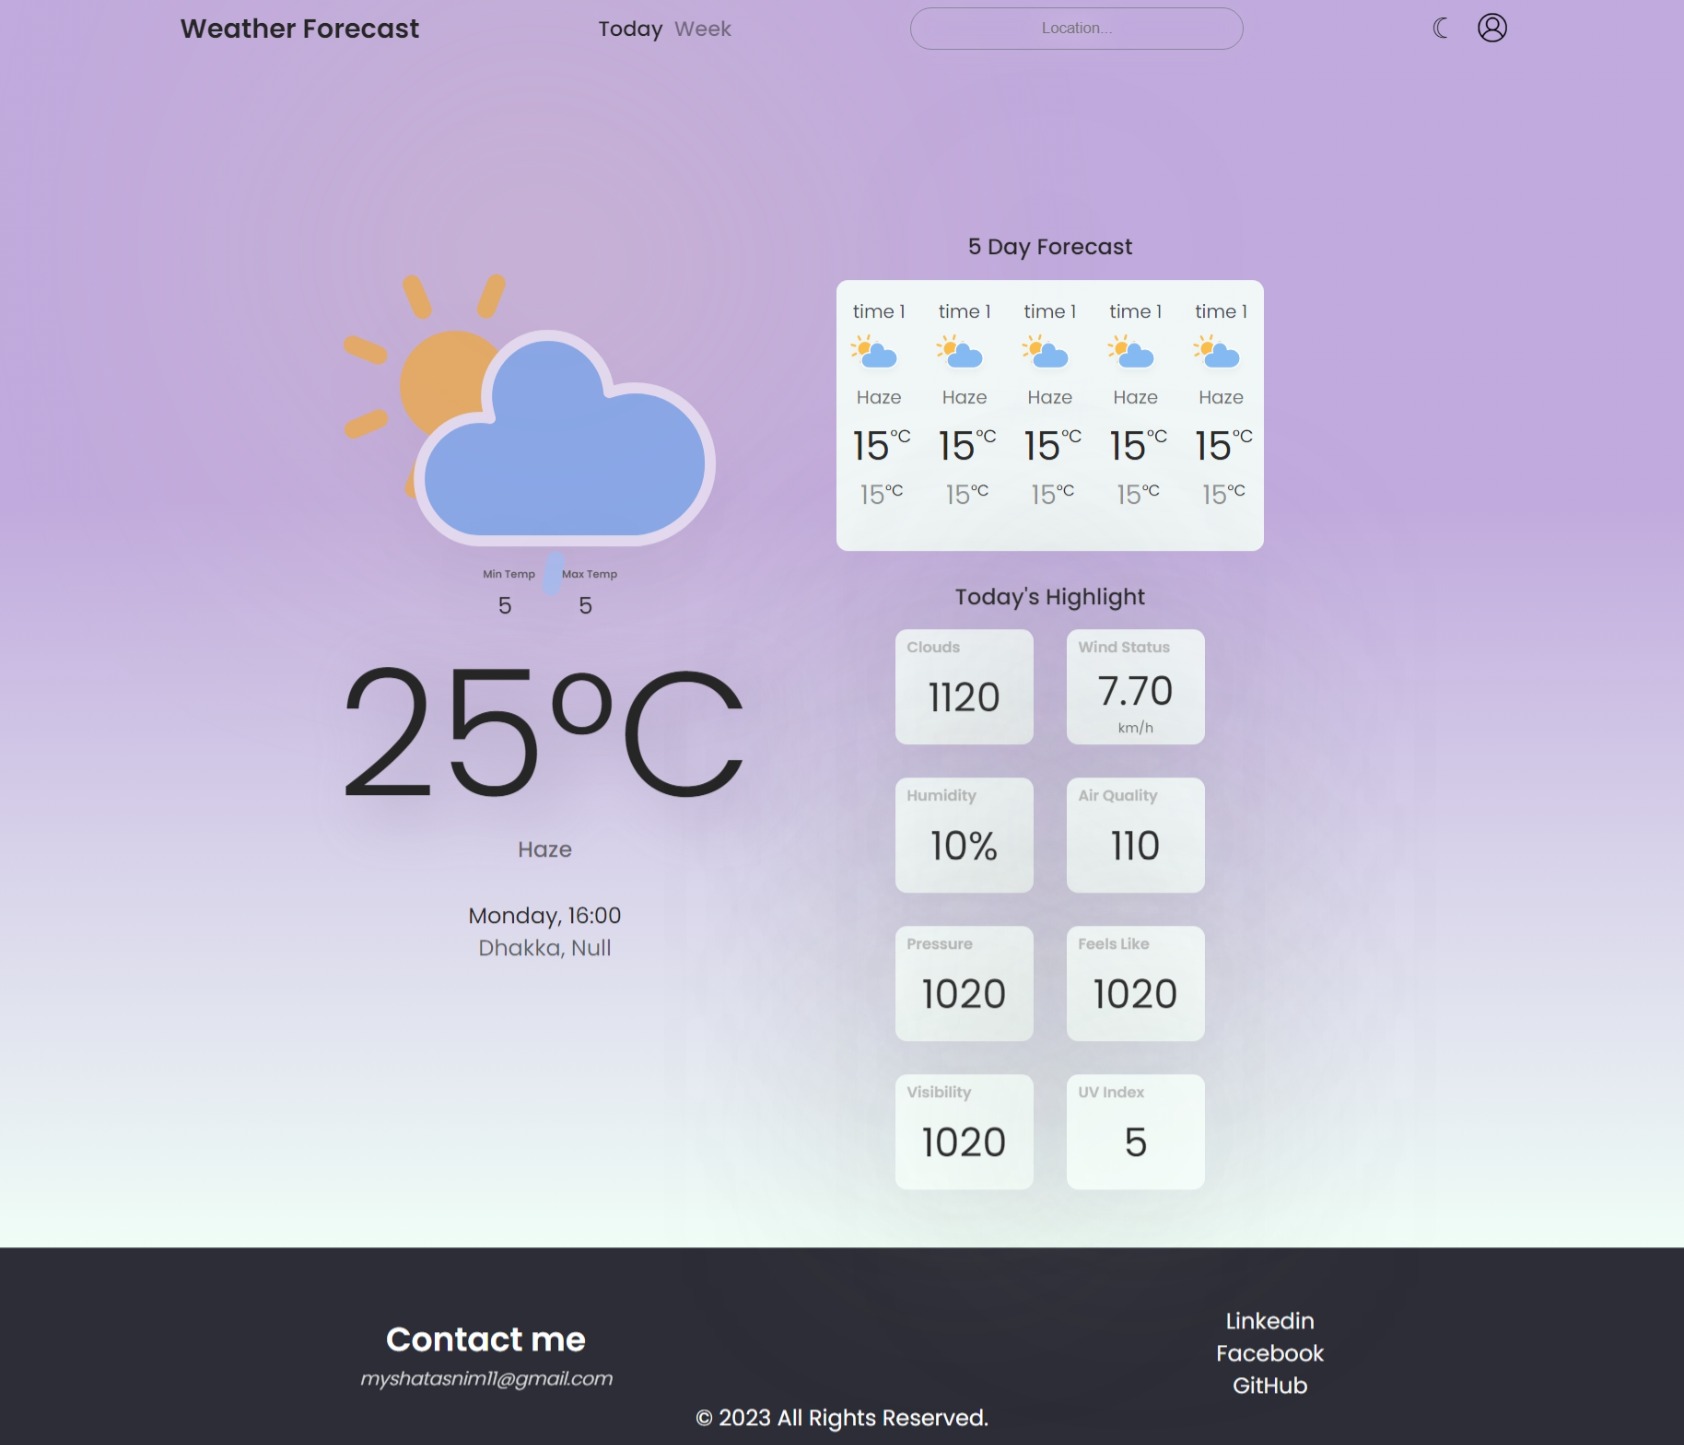 Weather Forecast Today Week Location...
Min Temp Max Temp
5 5
25°C
Haze
Monday, 16:00
Dhakka, Null
5 Day Forecast
time 1 time 1 time 1 time 1 time 1
Haze Haze Haze Haze Haze
15°C 15°C 15°C 15°C 15°C
15°C 15°C 15°C 15°C 15°C
Today's Highlight
Clouds Wind Status
1120 7.70
km/h
Humidity Air Quality
10% 110
Pressure Feels Like
1020 1020
Visibility UV Index
1020 5
Contact me
myshatasnim11@gmail.com
Linkedin
Facebook
GitHub
© 2023 All Rights Reserved.